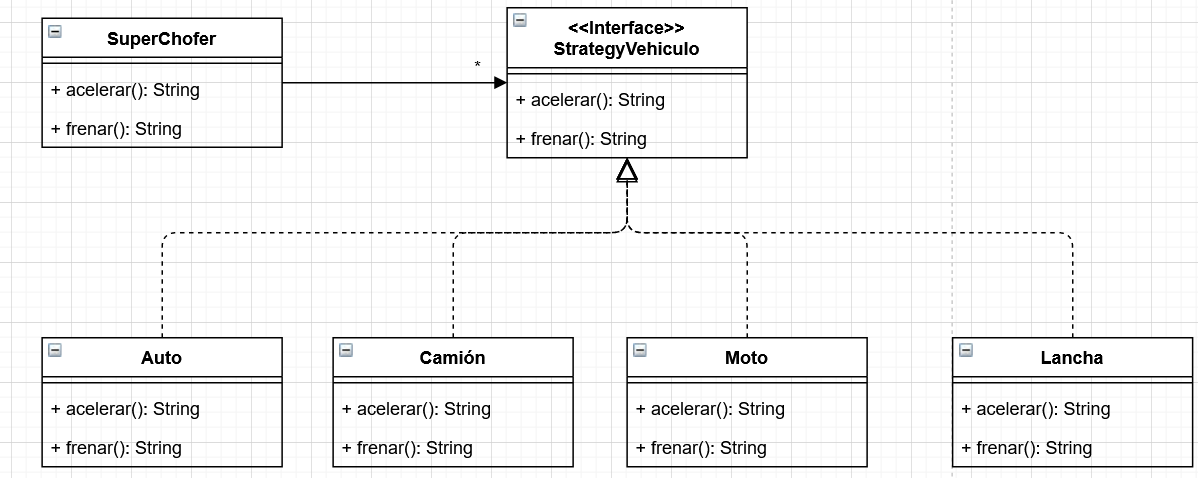 SuperChofer
+ acelerar(): String
+ frenar(): String
*
<<Interface>>
StrategyVehiculo
+ acelerar(): String
+ frenar(): String
Auto
+ acelerar(): String
+ frenar(): String
Camión
+ acelerar(): String
+ frenar(): String
Moto
+ acelerar(): String
+ frenar(): String
Lancha
+ acelerar(): String
+ frenar(): String